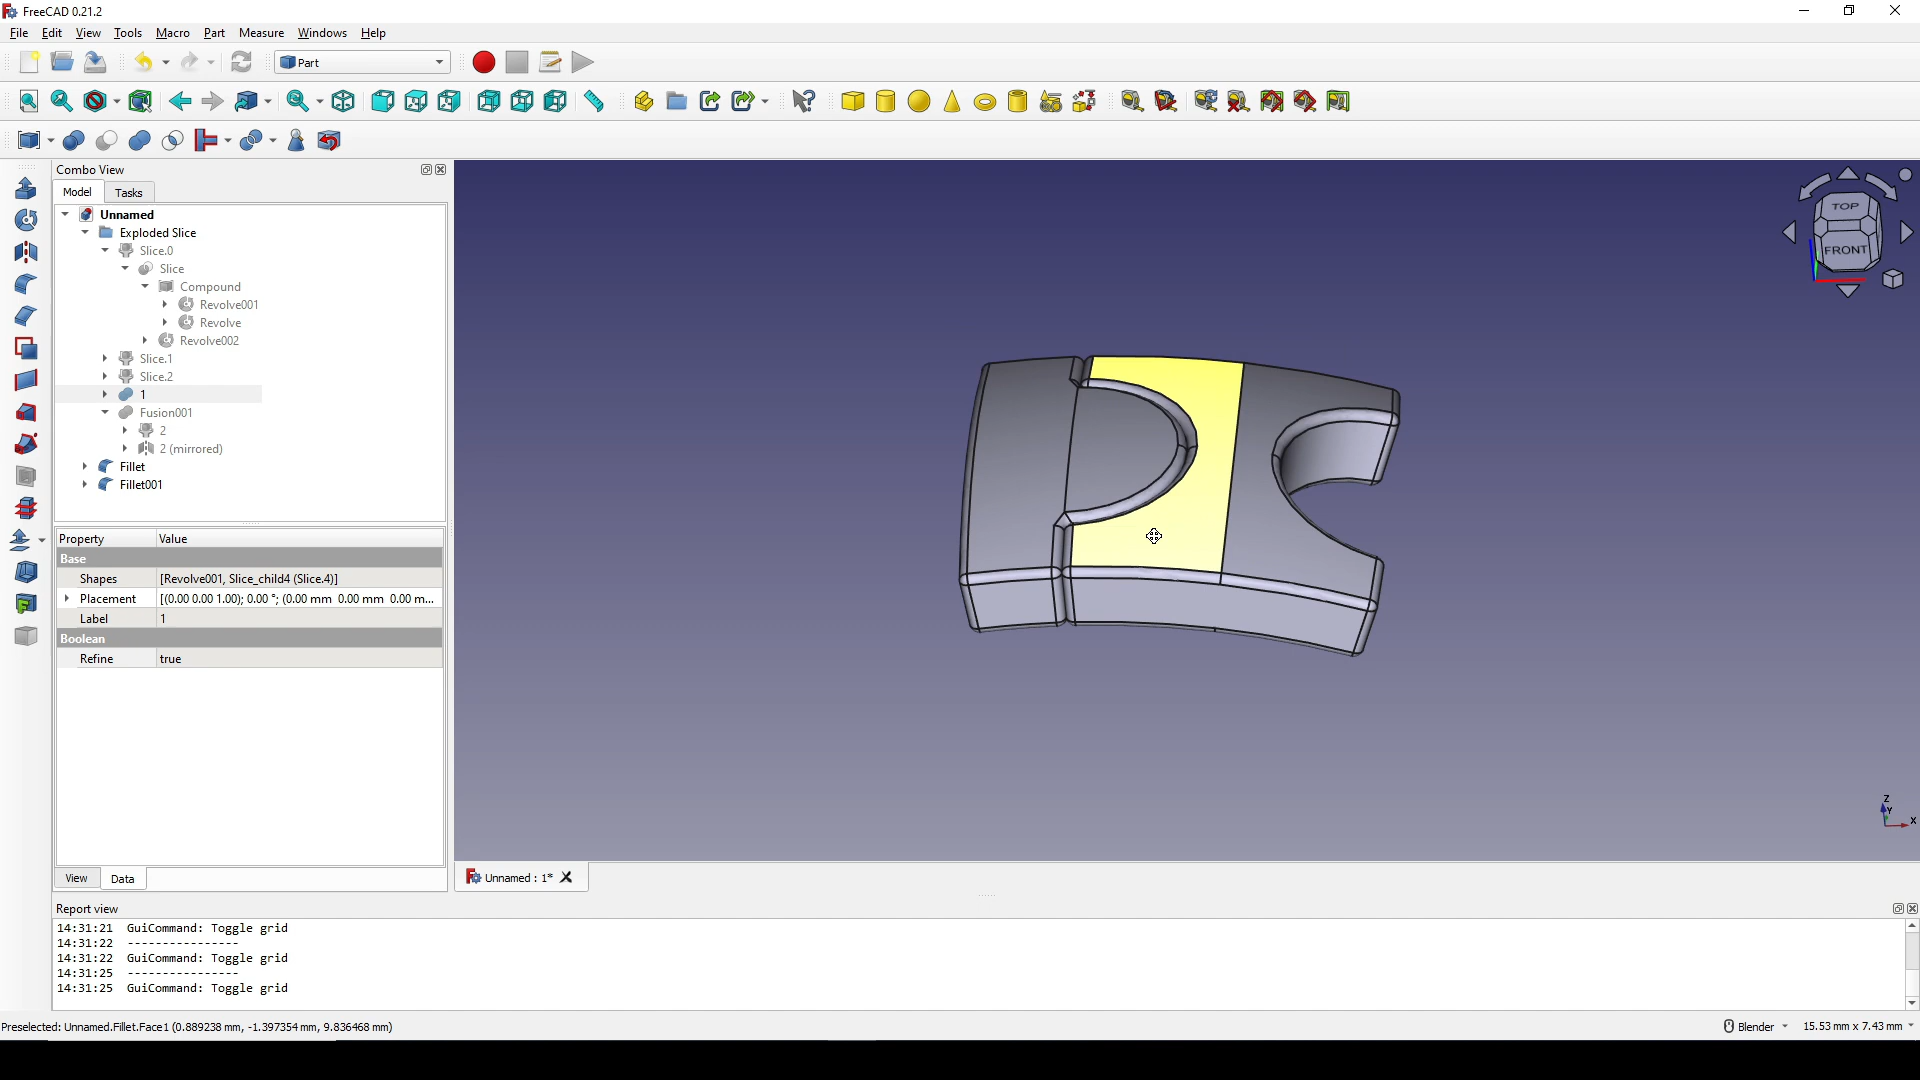 FreeCAD 0.21.2
File Edit View Tools Macro Part Measure Windows Help
Part
Combo View
Model Tasks
Unnamed
Exploded Slice
Slice.0
Slice
Compound
Revolve001
Revolve
Revolve002
Slice.1
Slice.2
1
Fusion001
2
2 (mirrored)
Fillet
Fillet001
Property Value
Base
Shapes [Revolve001, Slice_child4 (Slice.4)]
Placement [(0.00 0.00 1.00); 0.00 °; (0.00 mm 0.00 mm 0.00 m...
Label 1
Boolean
Refine true
View Data
TOP
FRONT
Z
Y
X
Unnamed : 1*
Report view
14:31:21 GuiCommand: Toggle grid
14:31:22 ----------------
14:31:22 GuiCommand: Toggle grid
14:31:25 ----------------
14:31:25 GuiCommand: Toggle grid
Preselected: Unnamed.Fillet.Face1 (0.889238 mm, -1.397354 mm, 9.836468 mm)
Blender 15.53 mm x 7.43 mm